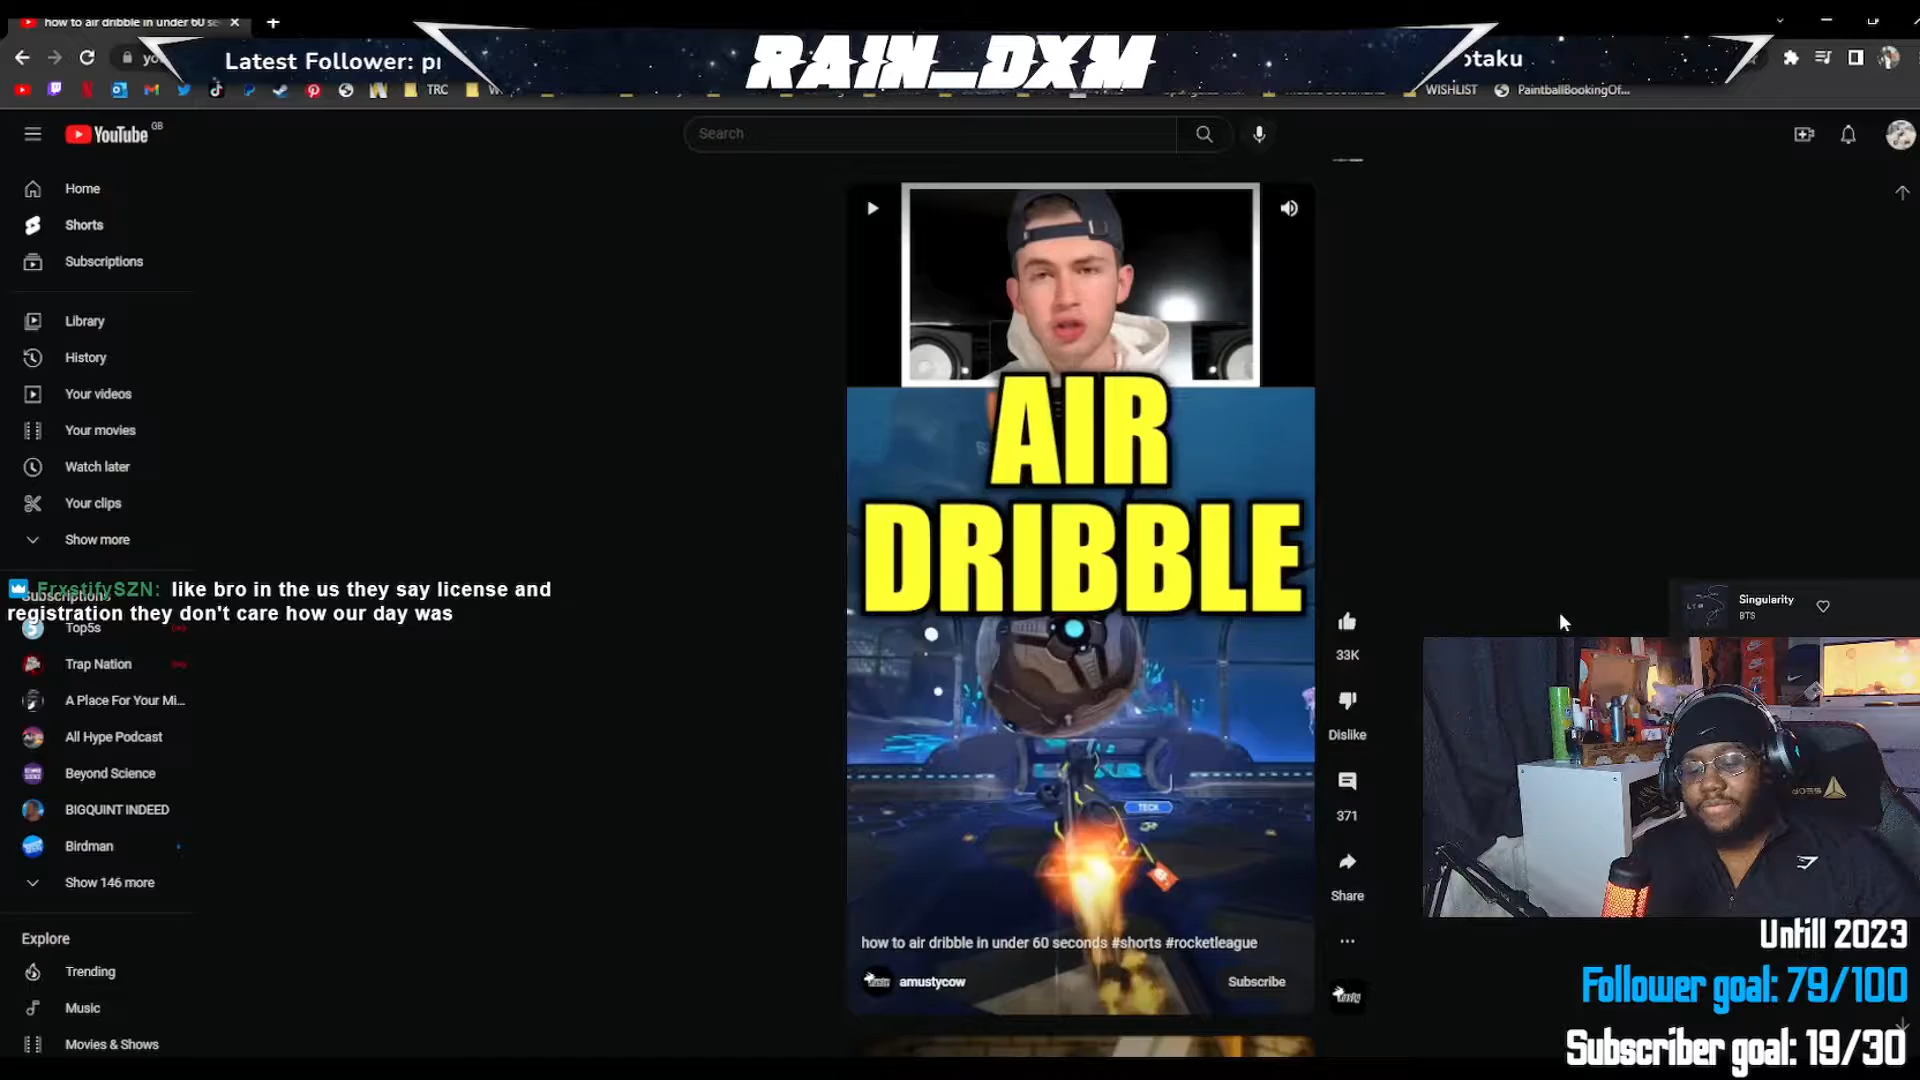 how to air dribble in under 60 se
Latest Follower: pr
RAIN_DXM
otaku
TRC
WISHLIST
PaintballBookingOf...
YouTube GB
Search
Home
Shorts
Subscriptions
Library
History
Your videos
Your movies
Watch later
Your clips
Show more
Subscriptions
FrxstifySZN: like bro in the us they say license and
registration they don't care how our day was
Top5s
Trap Nation
A Place For Your Mi...
All Hype Podcast
Beyond Science
BIGQUINT INDEED
Birdman
Show 146 more
Explore
Trending
Music
Movies & Shows
AIR
DRIBBLE
TECK
how to air dribble in under 60 seconds #shorts #rocketleague
amustycow
Subscribe
33K
Dislike
371
Share
Singularity
BTS
Untill 2023
Follower goal: 79/100
Subscriber goal: 19/30